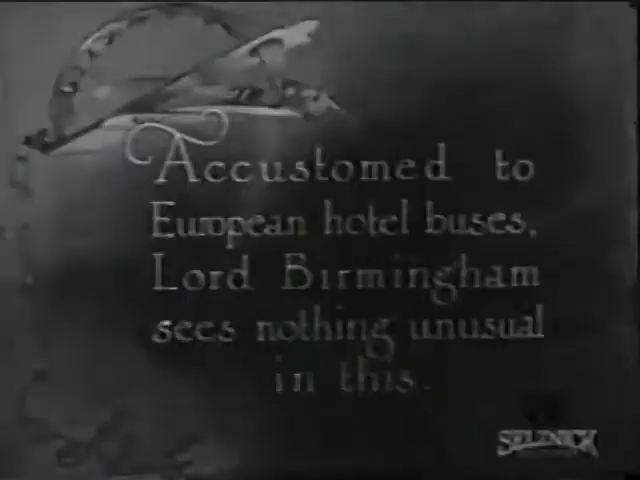 Accustomed to
European hotel buses,
Lord Birmingham
sees nothing unusual
in this.
SELZNICK